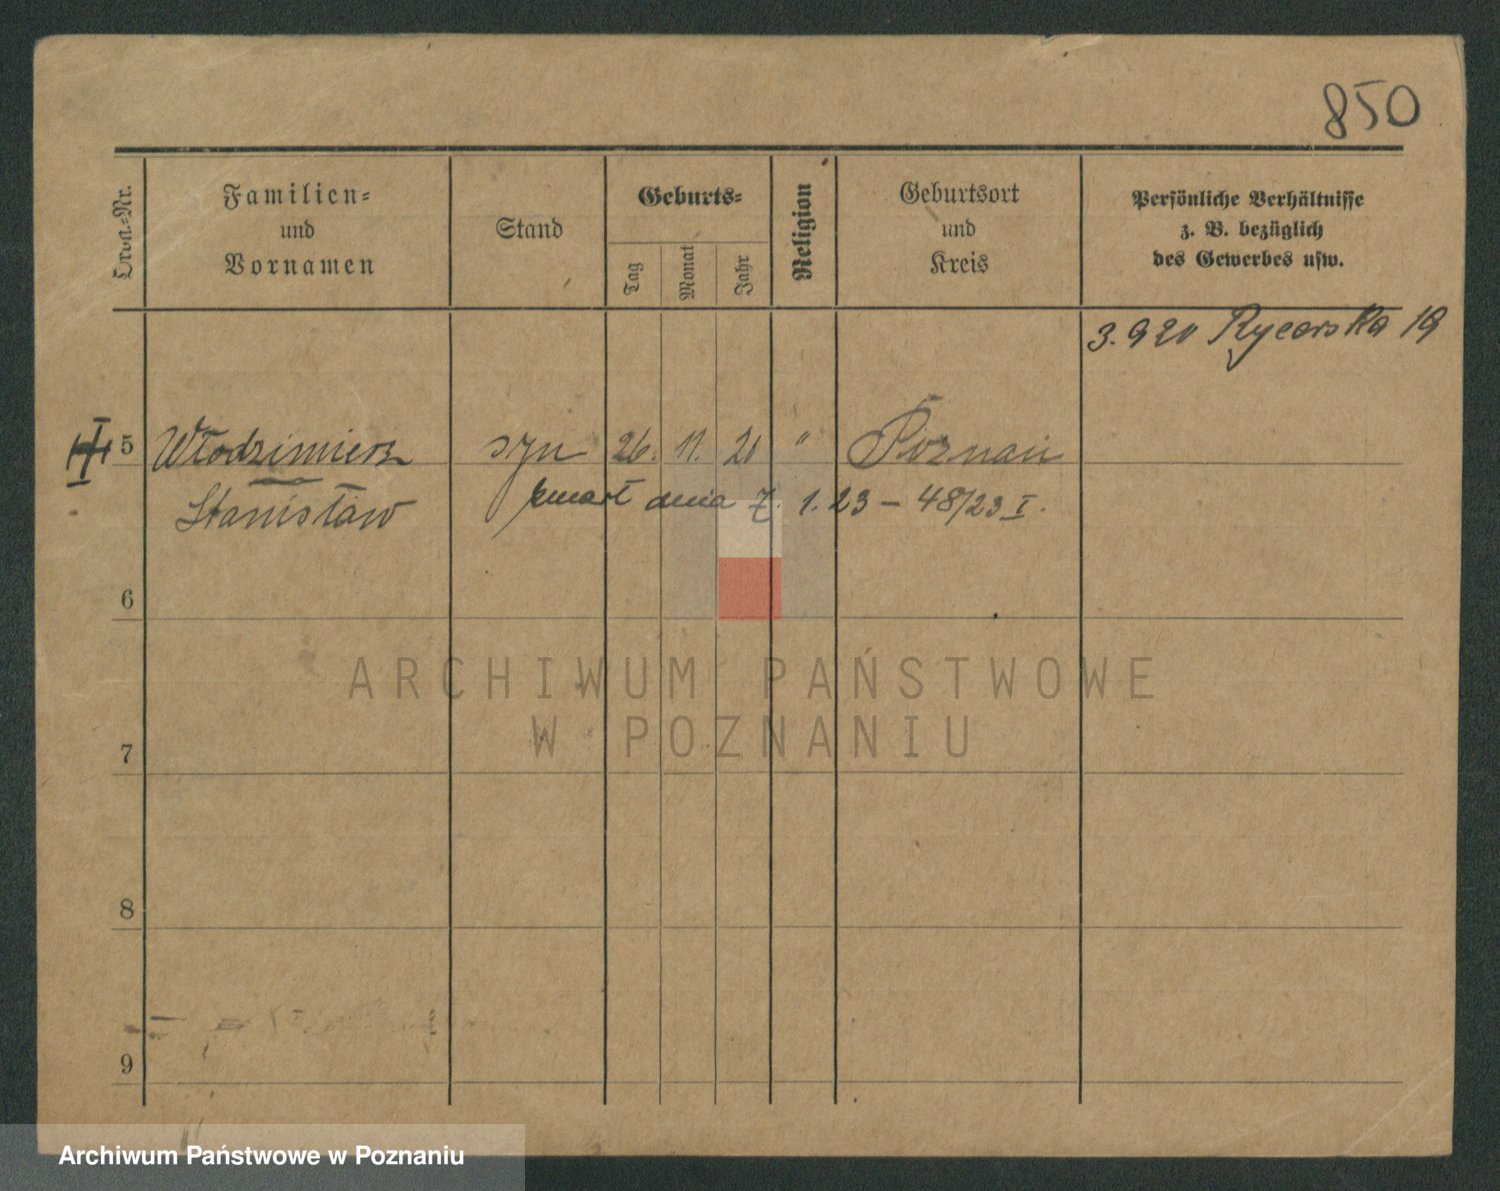 850
Ordn.-Nr.
Familien-
und
Vornamen
Stand
Geburts-
Tag
Monat
Jahr
Religion
Geburtsort
und
Kreis
Persönliche Verhältnisse
z. B. bezüglich
des Gewerbes usw.
3. 9 20 Rycerska 19
5 Włodzimierz syn 26. 11. 20 " Poznań
Stanisław zmarł dnia 7. 1. 23 – 48/23 I.
6
ARCHIWUM PAŃSTWOWE
W POZNANIU
7
8
9
Archiwum Państwowe w Poznaniu